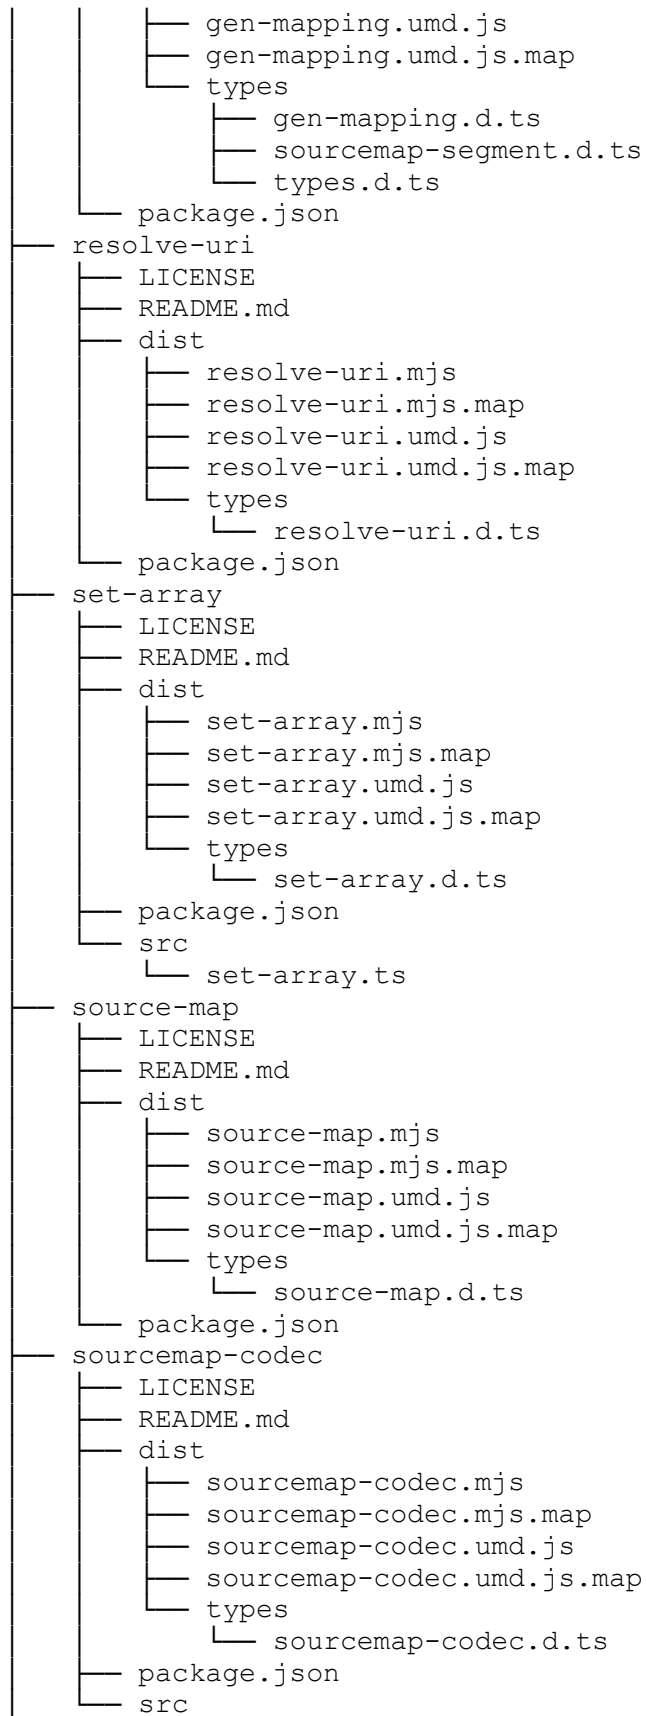 │   │   │   ├── gen-mapping.umd.js
│   │   │   ├── gen-mapping.umd.js.map
│   │   │   └── types
│   │   │       ├── gen-mapping.d.ts
│   │   │       ├── sourcemap-segment.d.ts
│   │   │       └── types.d.ts
│   │   └── package.json
│   ├── resolve-uri
│   │   ├── LICENSE
│   │   ├── README.md
│   │   ├── dist
│   │   │   ├── resolve-uri.mjs
│   │   │   ├── resolve-uri.mjs.map
│   │   │   ├── resolve-uri.umd.js
│   │   │   ├── resolve-uri.umd.js.map
│   │   │   └── types
│   │   │       └── resolve-uri.d.ts
│   │   └── package.json
│   ├── set-array
│   │   ├── LICENSE
│   │   ├── README.md
│   │   ├── dist
│   │   │   ├── set-array.mjs
│   │   │   ├── set-array.mjs.map
│   │   │   ├── set-array.umd.js
│   │   │   ├── set-array.umd.js.map
│   │   │   └── types
│   │   │       └── set-array.d.ts
│   │   ├── package.json
│   │   └── src
│   │       └── set-array.ts
│   ├── source-map
│   │   ├── LICENSE
│   │   ├── README.md
│   │   ├── dist
│   │   │   ├── source-map.mjs
│   │   │   ├── source-map.mjs.map
│   │   │   ├── source-map.umd.js
│   │   │   ├── source-map.umd.js.map
│   │   │   └── types
│   │   │       └── source-map.d.ts
│   │   └── package.json
│   ├── sourcemap-codec
│   │   ├── LICENSE
│   │   ├── README.md
│   │   ├── dist
│   │   │   ├── sourcemap-codec.mjs
│   │   │   ├── sourcemap-codec.mjs.map
│   │   │   ├── sourcemap-codec.umd.js
│   │   │   ├── sourcemap-codec.umd.js.map
│   │   │   └── types
│   │   │       └── sourcemap-codec.d.ts
│   │   ├── package.json
│   │   └── src